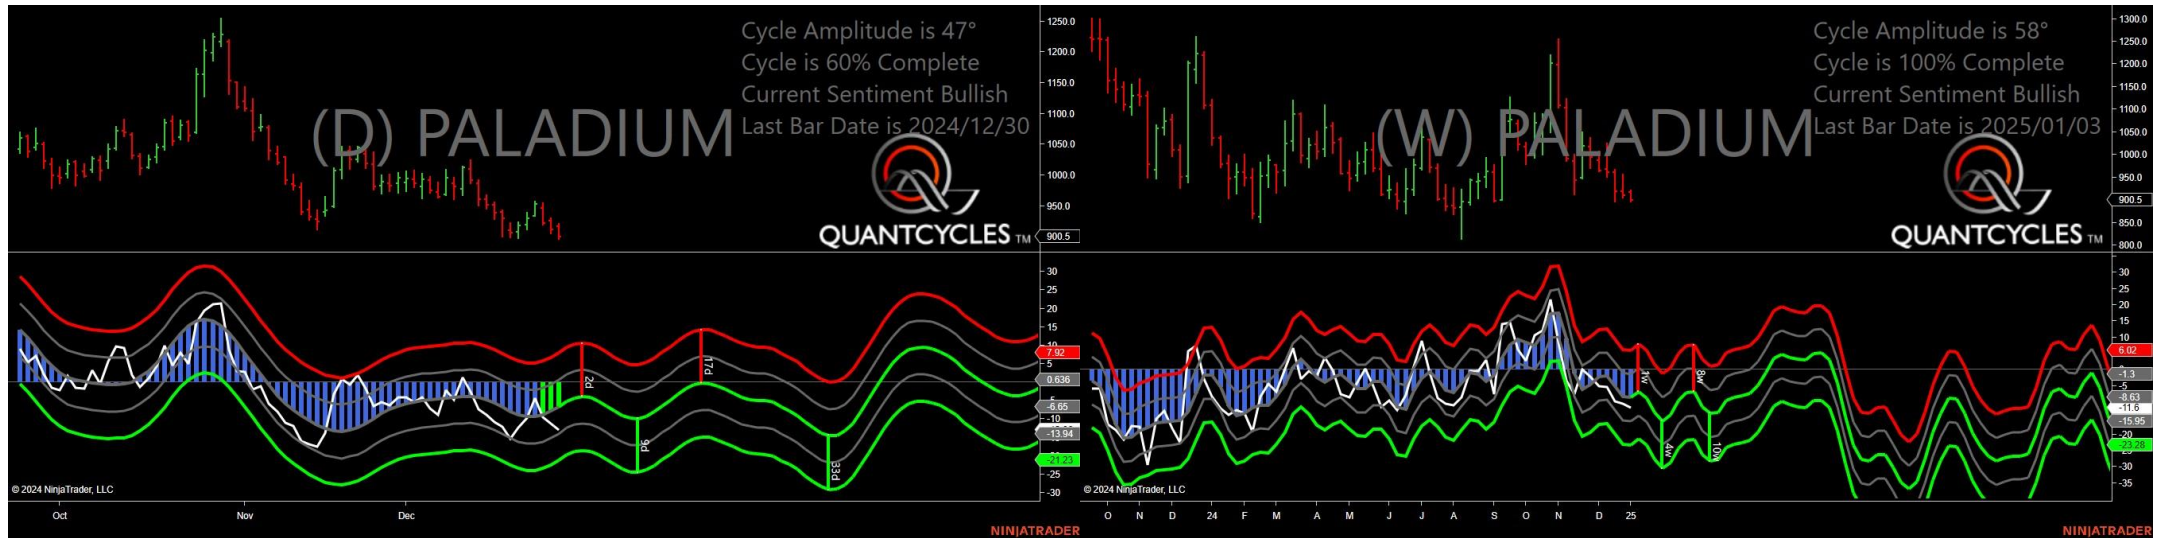 Cycle Amplitude is 47°
Cycle is 60% Complete
Current Sentiment Bullish
Last Bar Date is 2024/12/30
(D) PALADIUM
QUANTCYCLES TM
1250.0
1200.0
1150.0
1100.0
1050.0
1000.0
950.0
900.5
30
25
20
15
10
7.92
5
0.636
-5
-6.65
-10
-13.94
-21.23
-25
-30
2d
9d
17d
33d
© 2024 NinjaTrader, LLC
Oct Nov Dec
NINJATRADER
Cycle Amplitude is 58°
Cycle is 100% Complete
Current Sentiment Bullish
Last Bar Date is 2025/01/03
(W) PALADIUM
QUANTCYCLES TM
1300.0
1250.0
1200.0
1150.0
1100.0
1050.0
1000.0
950.0
900.5
850.0
800.0
30
25
20
15
10
6.02
-1.3
-5
-8.63
-11.6
-15.95
-20
-23.28
-30
-35
1w
4w
8w
10w
© 2024 NinjaTrader, LLC
O N D 24 F M A M J J A S O N D 25
NINJATRADER